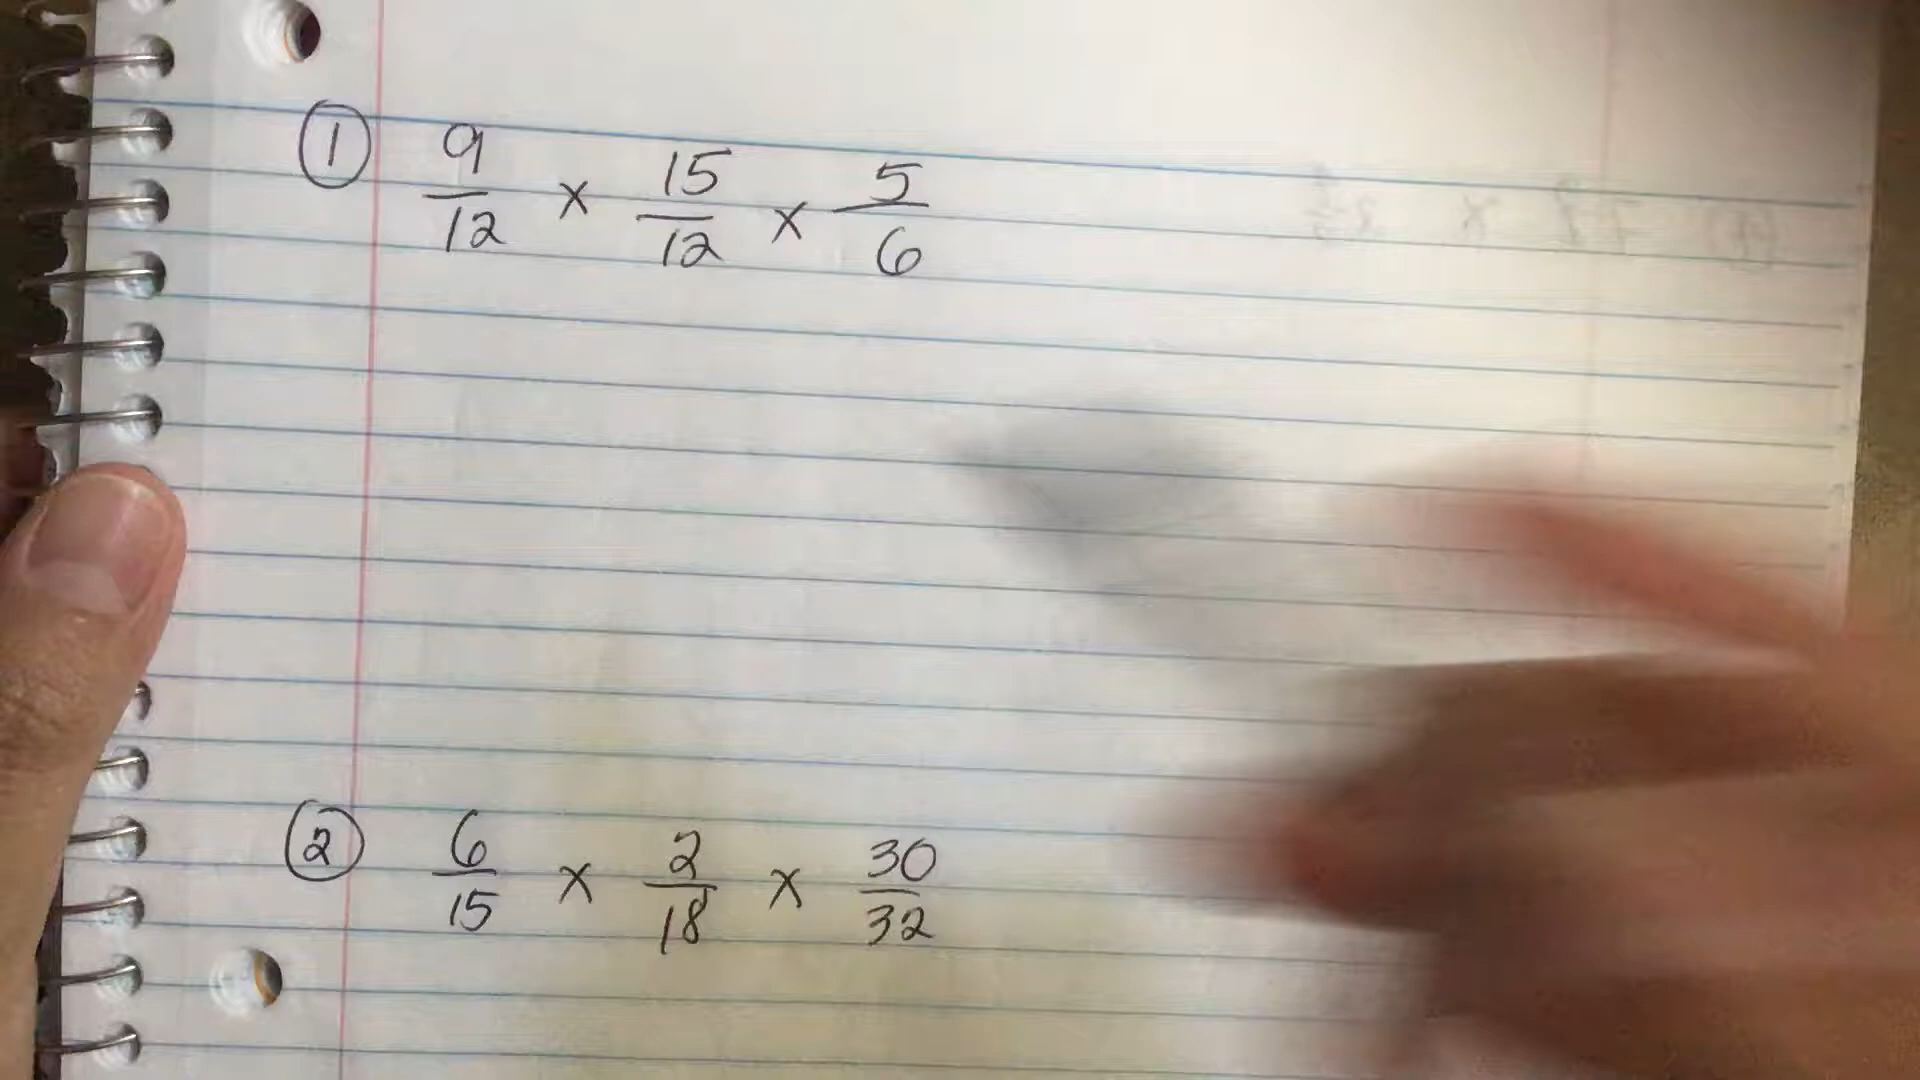 ① 9/12 x 15/12 x 5/6
② 6/15 x 2/18 x 30/32